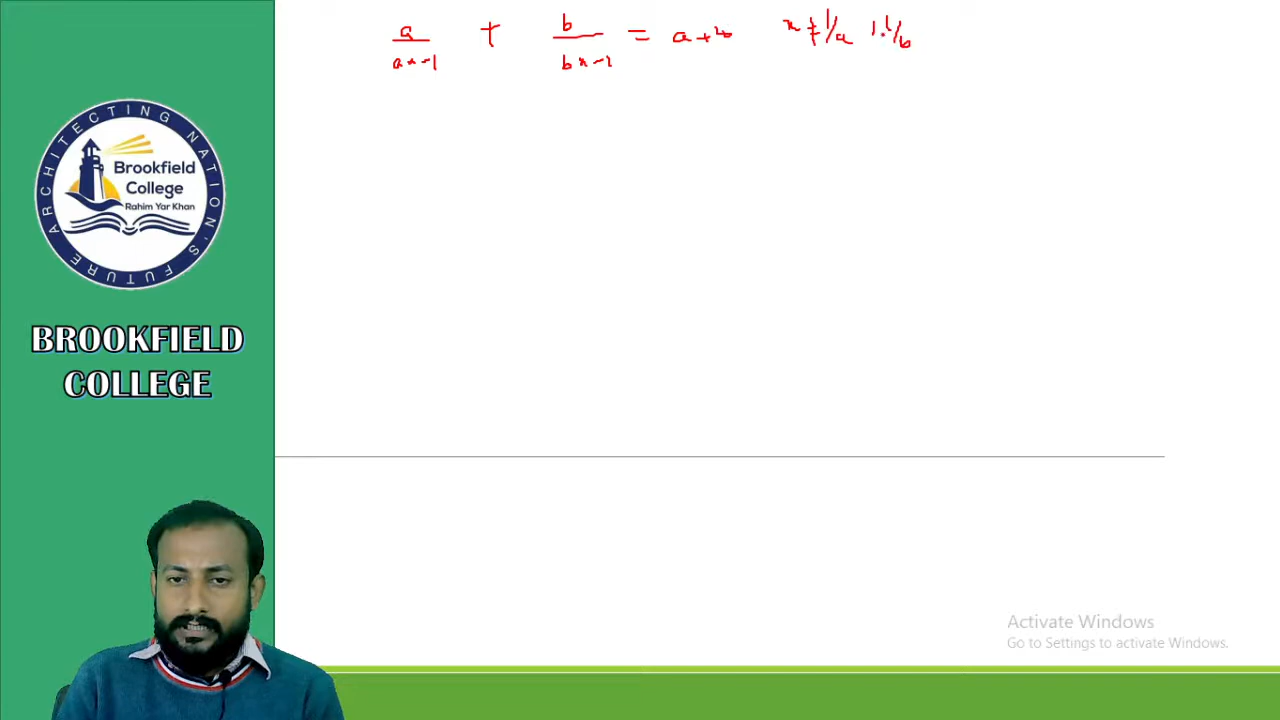 a/(ax-1) + b/(bx-1) = a+b x ≠ 1/a, 1/b
ARCHITECTING NATION'S FUTURE
Brookfield
College
Rahim Yar Khan
BROOKFIELD
COLLEGE
Activate Windows
Go to Settings to activate Windows.